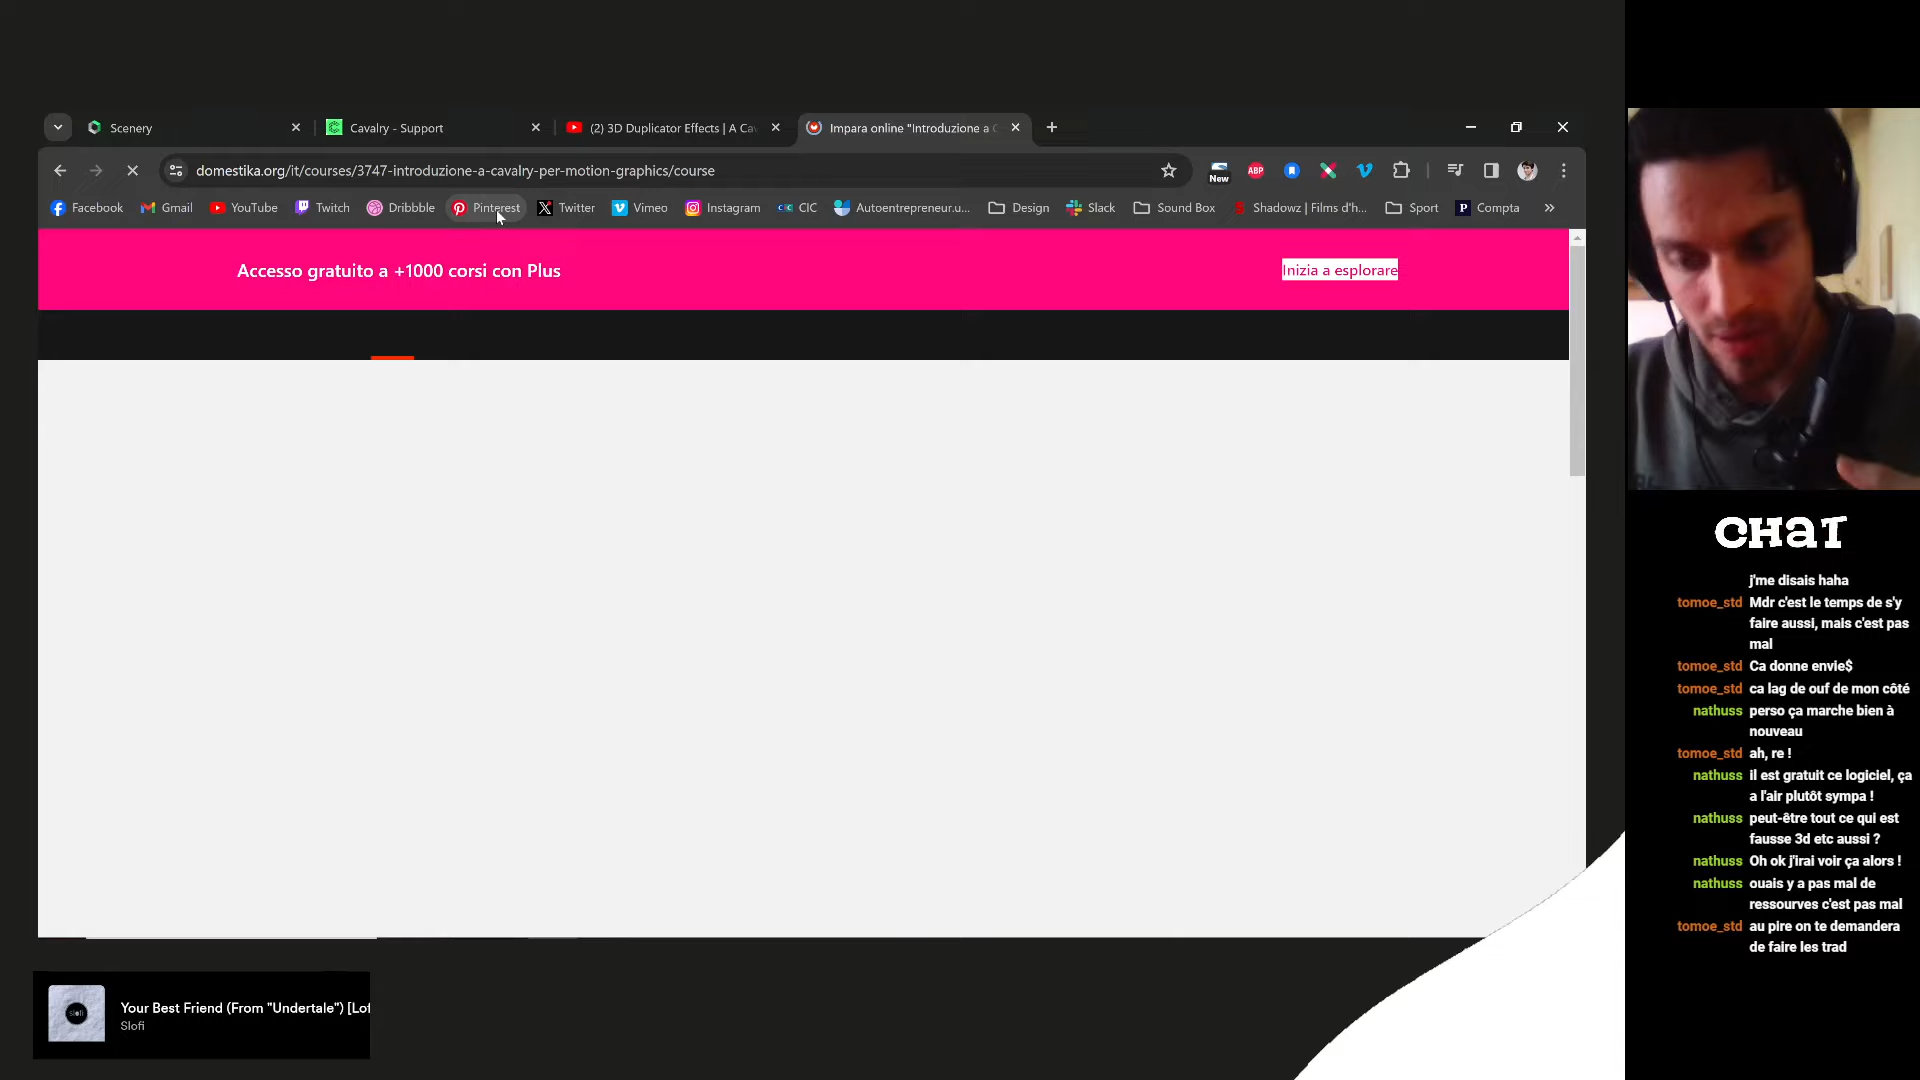 Scenery
Cavalry - Support
(2) 3D Duplicator Effects | A Ca
Impara online "Introduzione a
domestika.org/it/courses/3747-introduzione-a-cavalry-per-motion-graphics/course
New
ABP
Facebook
Gmail
YouTube
Twitch
Dribbble
Pinterest
Twitter
Vimeo
Instagram
CIC
Autoentrepreneur.u...
Design
Slack
Sound Box
Shadowz | Films d'h...
Sport
Compta
Accesso gratuito a +1000 corsi con Plus
Inizia a esplorare
CHAT
j'me disais haha
tomoe_std Mdr c'est le temps de s'y
faire aussi, mais c'est pas
mal
tomoe_std Ca donne envie$
tomoe_std ca lag de ouf de mon côté
nathuss perso ça marche bien à
nouveau
tomoe_std ah, re !
nathuss il est gratuit ce logiciel, ça
a l'air plutôt sympa !
nathuss peut-être tout ce qui est
fausse 3d etc aussi ?
nathuss Oh ok j'irai voir ça alors !
nathuss ouais y a pas mal de
ressourves c'est pas mal
tomoe_std au pire on te demandera
de faire les trad
slofi
Your Best Friend (From "Undertale") [Lof
Slofi